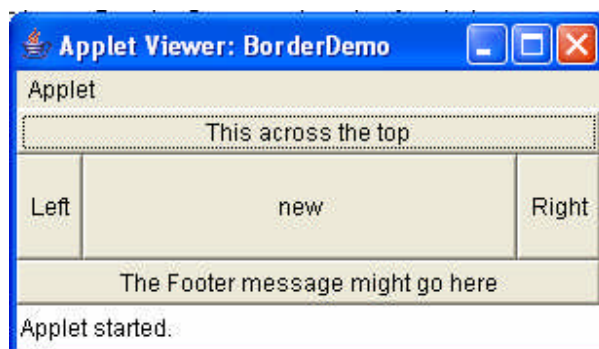 Applet Viewer: BorderDemo
Applet
This across the top
Left new Right
The Footer message might go here
Applet started.